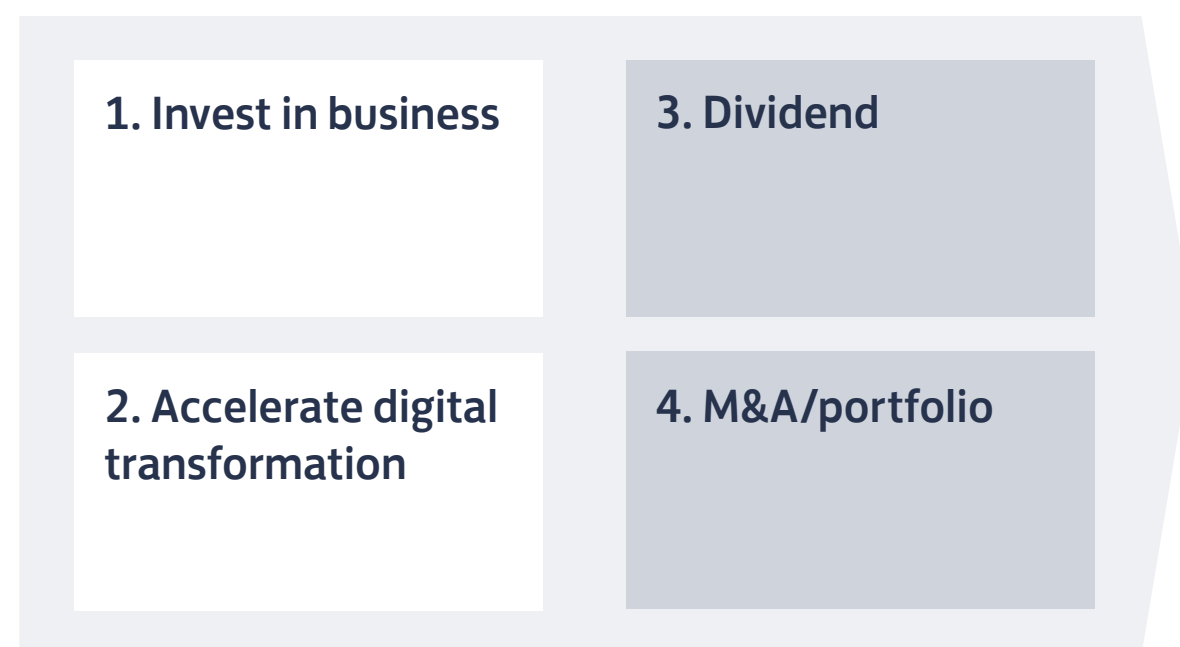 1. Invest in business
2. Accelerate digital
transformation
3. Dividend
4. M&A/portfolio